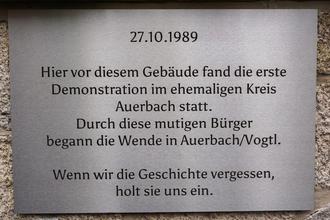 27.10.1989
Hier vor diesem Gebäude fand die erste
Demonstration im ehemaligen Kreis
Auerbach statt.
Durch diese mutigen Bürger
begann die Wende in Auerbach/Vogtl.
Wenn wir die Geschichte vergessen,
holt sie uns ein.